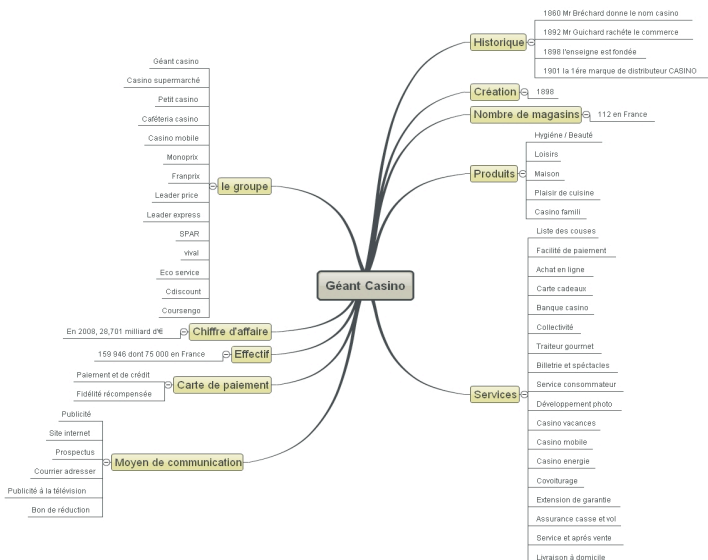 Géant Casino
Historique
1860 Mr Bréchard donne le nom casino
1892 Mr Guichard rachête le commerce
1898 l'enseigne est fondée
1901 la 1ére marque de distributeur CASINO
Création
1898
Nombre de magasins
112 en France
Produits
Hygiéne / Beauté
Loisirs
Maison
Plaisir de cuisine
Casino famili
Services
Liste des couses
Facilité de paiement
Achat en ligne
Carte cadeaux
Banque casino
Collectivité
Traiteur gourmet
Billetrie et spéctacles
Service consommateur
Développement photo
Casino vacances
Casino mobile
Casino energie
Covoiturage
Extension de garantie
Assurance casse et vol
Service et aprés vente
Livraison à domicile
le groupe
Géant casino
Casino supermarché
Petit casino
Caféteria casino
Casino mobile
Monoprix
Franprix
Leader price
Leader express
SPAR
vival
Eco service
Cdiscount
Coursengo
Chiffre d'affaire
En 2008, 28,701 milliard d'€
Effectif
159 946 dont 75 000 en France
Carte de paiement
Paiement et de crédit
Fidélité récompensée
Moyen de communication
Publicité
Site internet
Prospectus
Courrier adresser
Publicité à la télévision
Bon de réduction